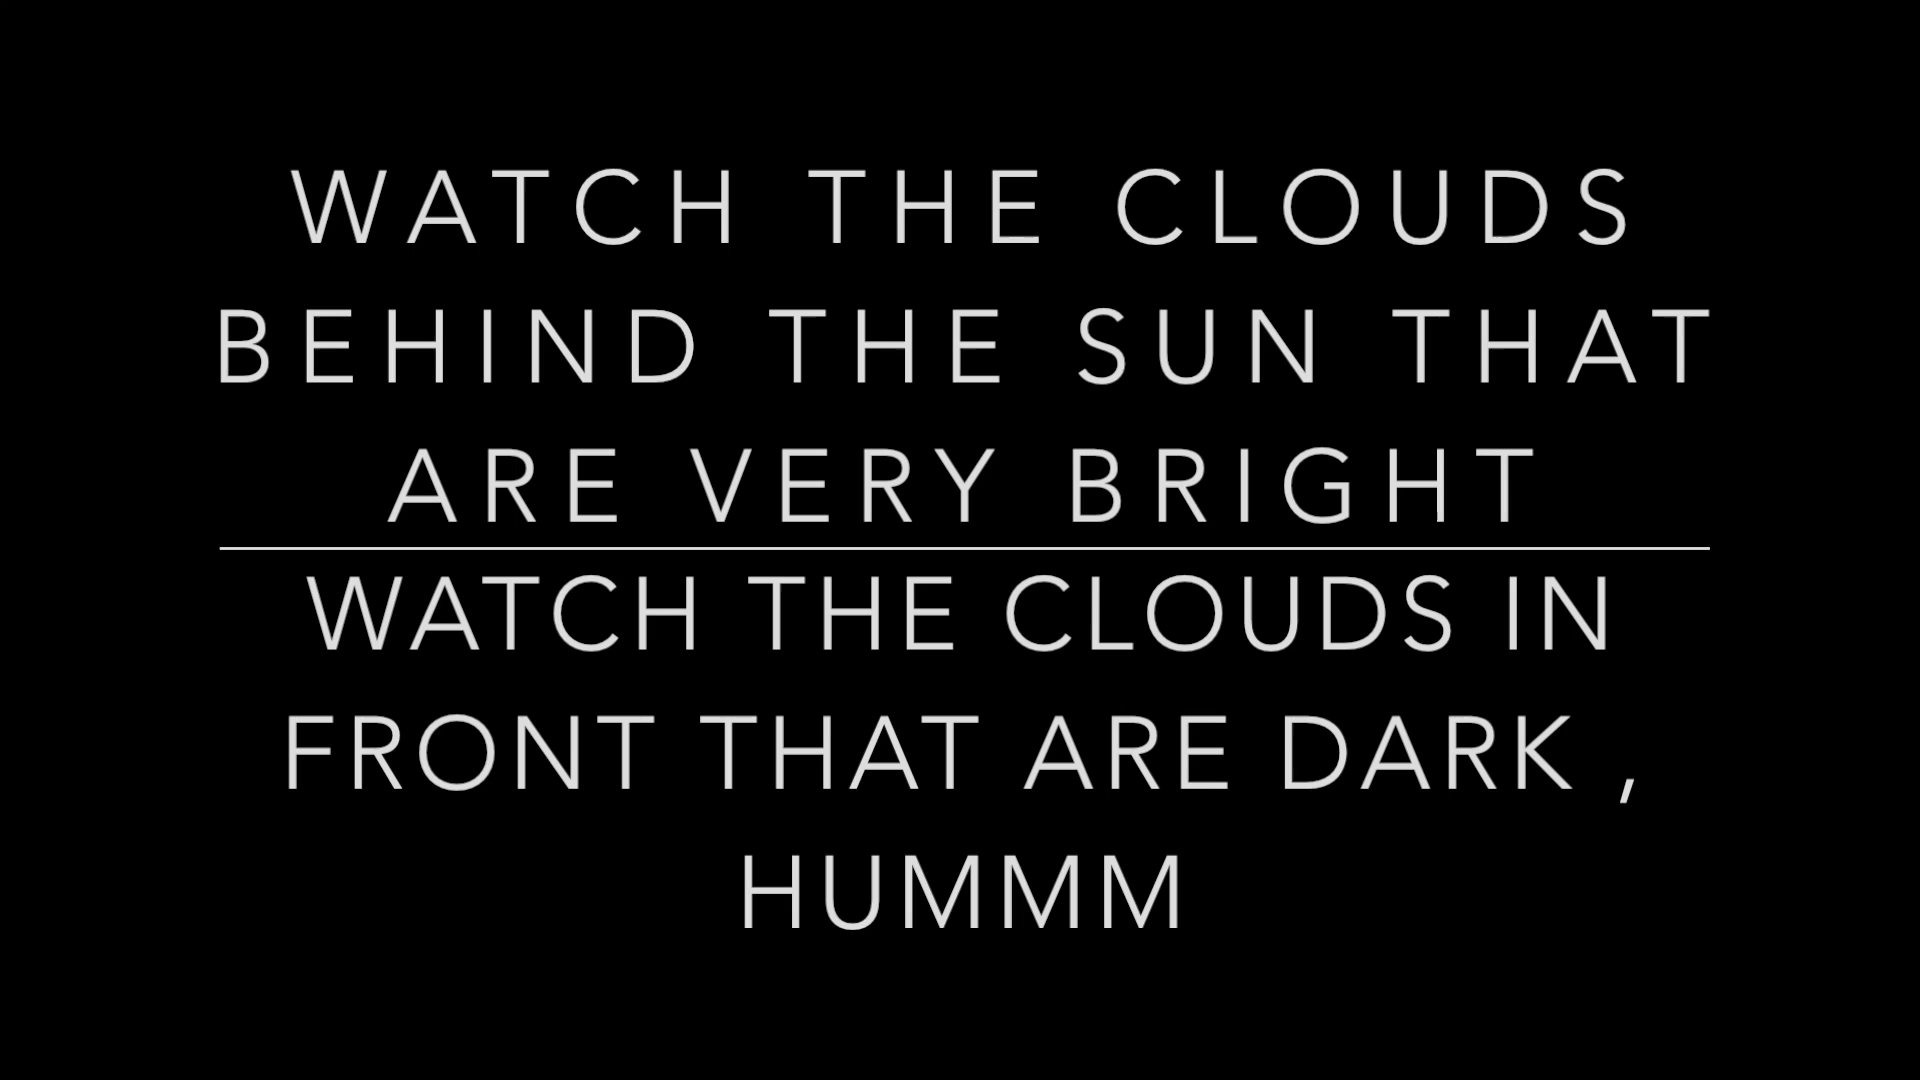 WATCH THE CLOUDS
BEHIND THE SUN THAT
ARE VERY BRIGHT
WATCH THE CLOUDS IN
FRONT THAT ARE DARK ,
HUMMM